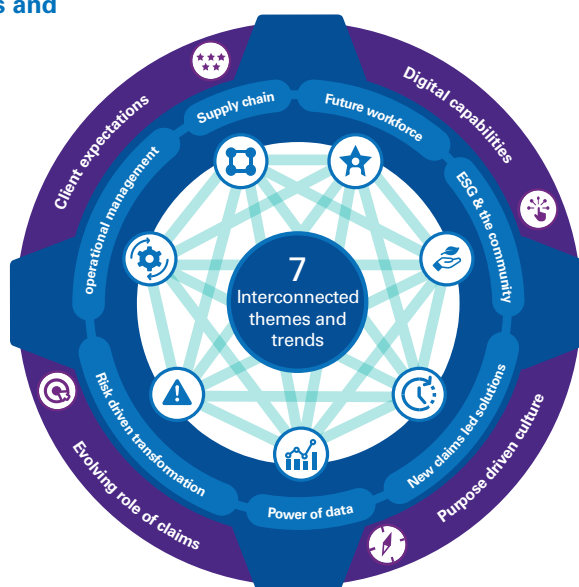 s and
Client expectations
Digital capabilities
Supply chain
Future workforce
operational management
ESG & the community
7
Interconnected
themes and
trends
Risk driven transformation
New claims led solutions
Power of data
Evolving role of claims
Purpose driven culture